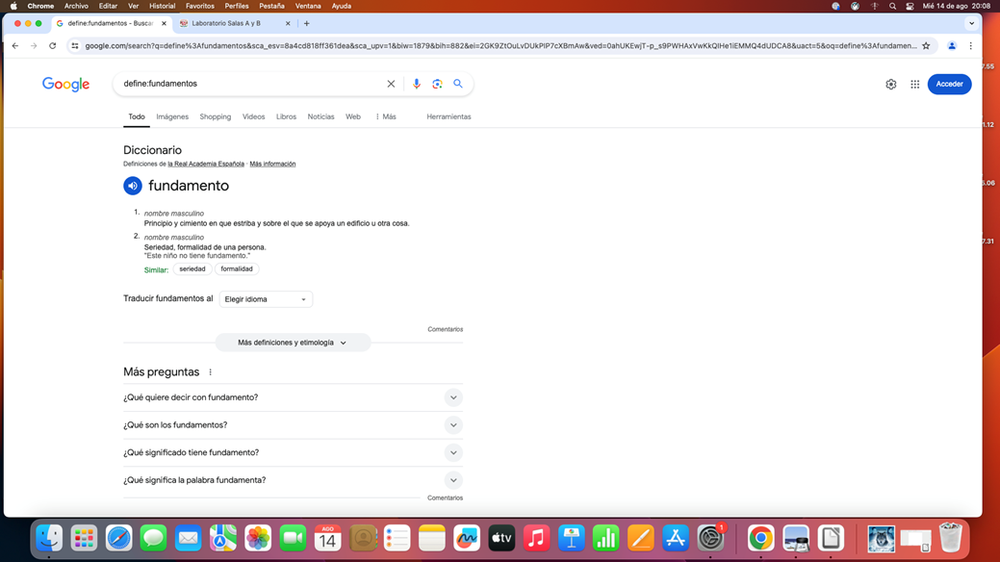 Chrome Archivo Editar Ver Historial Favoritos Perfiles Pestaña Ventana Ayuda Mié 14 de ago 20:08
define:fundamentos - Buscar
Laboratorio Salas A y B
google.com/search?q=define%3Afundamentos&sca_esv=8a4cd818ff361dea&sca_upv=1&biw=1879&bih=882&ei=2GK9ZtOuLvDUkPIP7cXBmAw&ved=0ahUKEwjT-p_s9PWHAxVwKkQIHe1iEMMQ4dUDCA8&uact=5&oq=define%3Afundamen...
Google
define:fundamentos
Acceder
Todo Imágenes Shopping Videos Libros Noticias Web Más Herramientas
Diccionario
Definiciones de la Real Academia Española · Más información
fundamento
1. nombre masculino
Principio y cimiento en que estriba y sobre el que se apoya un edificio u otra cosa.
2. nombre masculino
Seriedad, formalidad de una persona.
"Este niño no tiene fundamento."
Similar: seriedad formalidad
Traducir fundamentos al Elegir idioma
Comentarios
Más definiciones y etimología
Más preguntas
¿Qué quiere decir con fundamento?
¿Qué son los fundamentos?
¿Qué significado tiene fundamento?
¿Qué significa la palabra fundamenta?
Comentarios
7.55
1.12
5.06
7.31
AGO
14
tv
1